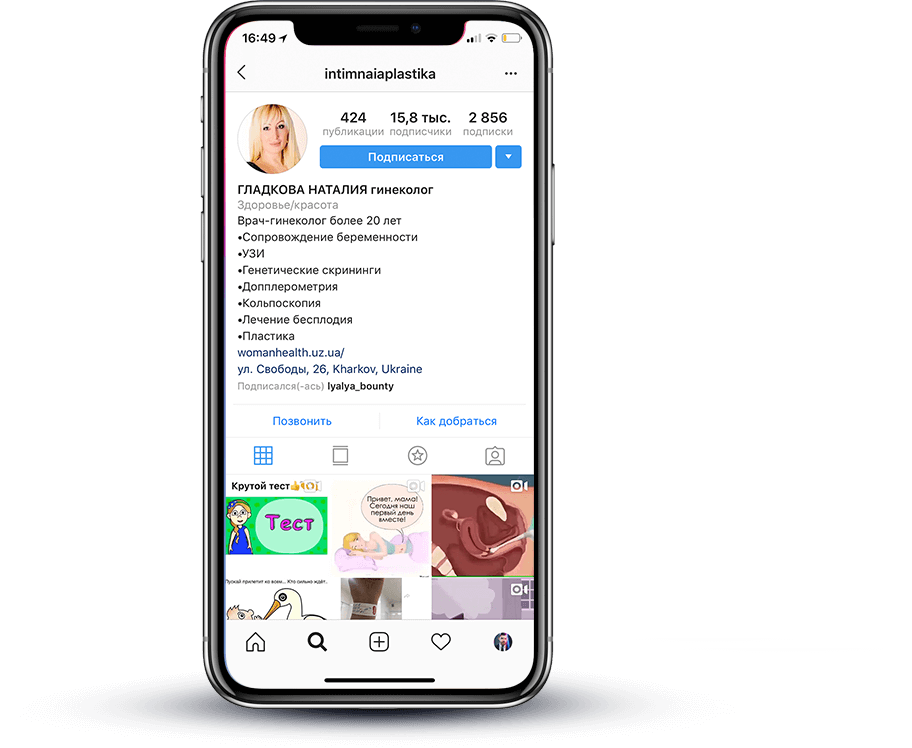 16:49
intimnaiaplastika
424 15,8 тыс. 2 856
публикации подписчики подписки
Подписаться
ГЛАДКОВА НАТАЛИЯ гинеколог
Здоровье/красота
Врач-гинеколог более 20 лет
•Сопровождение беременности
•УЗИ
•Генетические скрининги
•Допплерометрия
•Кольпоскопия
•Лечение бесплодия
•Пластика
womanhealth.uz.ua/
ул. Свободы, 26, Kharkov, Ukraine
Подписался(-ась) lyalya_bounty
Позвонить Как добраться
Крутой тест👍
Тест
Привет, мама!
Сегодня наш
первый день
вместе!
Пускай прилетит ко всем... Кто сильно ждёт..